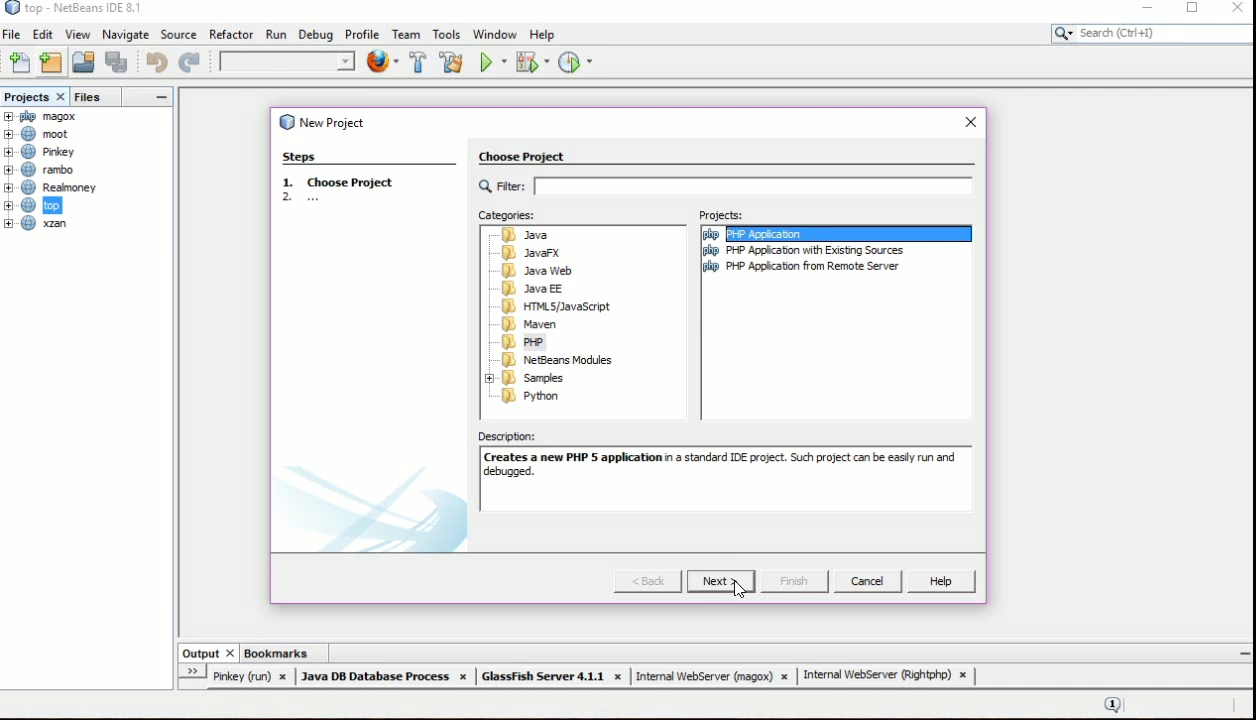 top - NetBeans IDE 8.1
File Edit View Navigate Source Refactor Run Debug Profile Team Tools Window Help
Search (Ctrl+I)
Projects Files
php magox
moot
Pinkey
rambo
Realmoney
top
xzan
New Project
Steps
1. Choose Project
2. ...
Choose Project
Filter:
Categories:
Java
JavaFX
Java Web
Java EE
HTML5/JavaScript
Maven
PHP
NetBeans Modules
Samples
Python
Projects:
php PHP Application
php PHP Application with Existing Sources
php PHP Application from Remote Server
Description:
Creates a new PHP 5 application in a standard IDE project. Such project can be easily run and
debugged.
< Back Next > Finish Cancel Help
Output Bookmarks
>> Pinkey (run) Java DB Database Process GlassFish Server 4.1.1 Internal WebServer (magox) Internal WebServer (Rightphp)
1